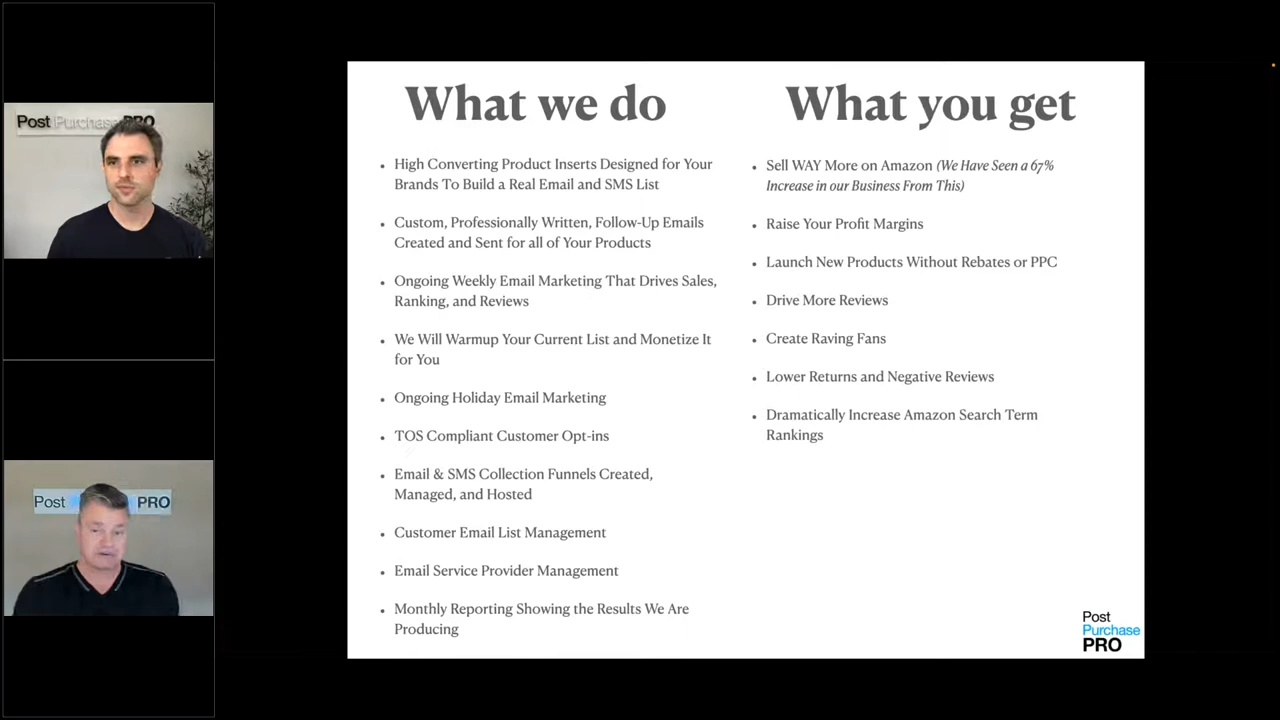 Post Purchase PRO
Post PRO
What we do
• High Converting Product Inserts Designed for Your
Brands To Build a Real Email and SMS List
• Custom, Professionally Written, Follow-Up Emails
Created and Sent for all of Your Products
• Ongoing Weekly Email Marketing That Drives Sales,
Ranking, and Reviews
• We Will Warmup Your Current List and Monetize It
for You
• Ongoing Holiday Email Marketing
• TOS Compliant Customer Opt-ins
• Email & SMS Collection Funnels Created,
Managed, and Hosted
• Customer Email List Management
• Email Service Provider Management
• Monthly Reporting Showing the Results We Are
Producing
What you get
• Sell WAY More on Amazon (We Have Seen a 67%
Increase in our Business From This)
• Raise Your Profit Margins
• Launch New Products Without Rebates or PPC
• Drive More Reviews
• Create Raving Fans
• Lower Returns and Negative Reviews
• Dramatically Increase Amazon Search Term
Rankings
Post
Purchase
PRO